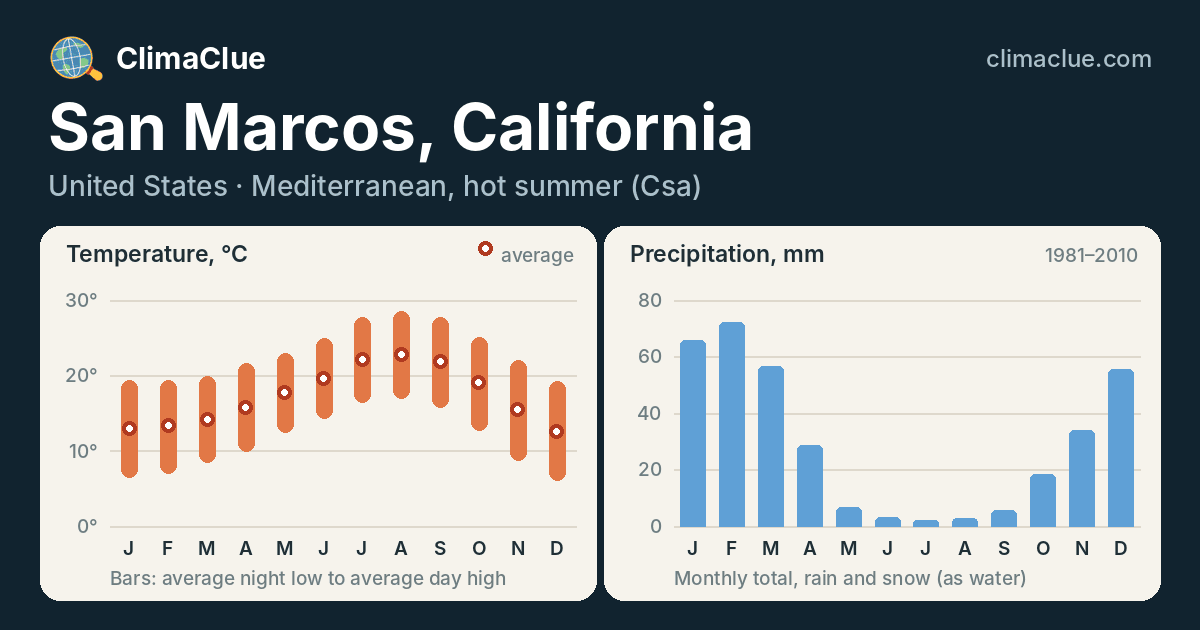 ClimaClue
climaclue.com
San Marcos, California
United States · Mediterranean, hot summer (Csa)
Temperature, °C
average
30°
20°
10°
0°
J F M A M J J A S O N D
Bars: average night low to average day high
Precipitation, mm
1981–2010
80
60
40
20
0
J F M A M J J A S O N D
Monthly total, rain and snow (as water)